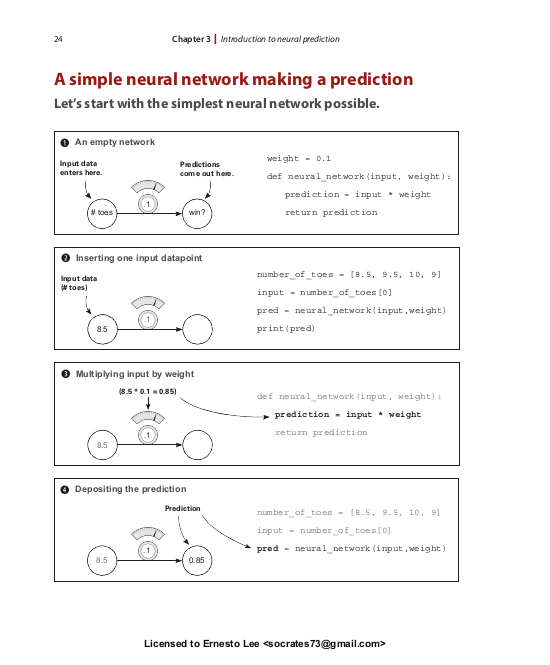 24
Chapter 3 | Introduction to neural prediction
A simple neural network making a prediction
Let's start with the simplest neural network possible.
1 An empty network
Input data
enters here.
Predictions
come out here.
.1
# toes
win?
weight = 0.1
def neural_network(input, weight):
prediction = input * weight
return prediction
2 Inserting one input datapoint
Input data
(# toes)
.1
8.5
number_of_toes = [8.5, 9.5, 10, 9]
input = number_of_toes[0]
pred = neural_network(input,weight)
print(pred)
3 Multiplying input by weight
(8.5 * 0.1 = 0.85)
.1
8.5
def neural_network(input, weight):
prediction = input * weight
return prediction
4 Depositing the prediction
Prediction
.1
8.5
0.85
number_of_toes = [8.5, 9.5, 10, 9]
input = number_of_toes[0]
pred = neural_network(input,weight)
Licensed to Ernesto Lee <socrates73@gmail.com>